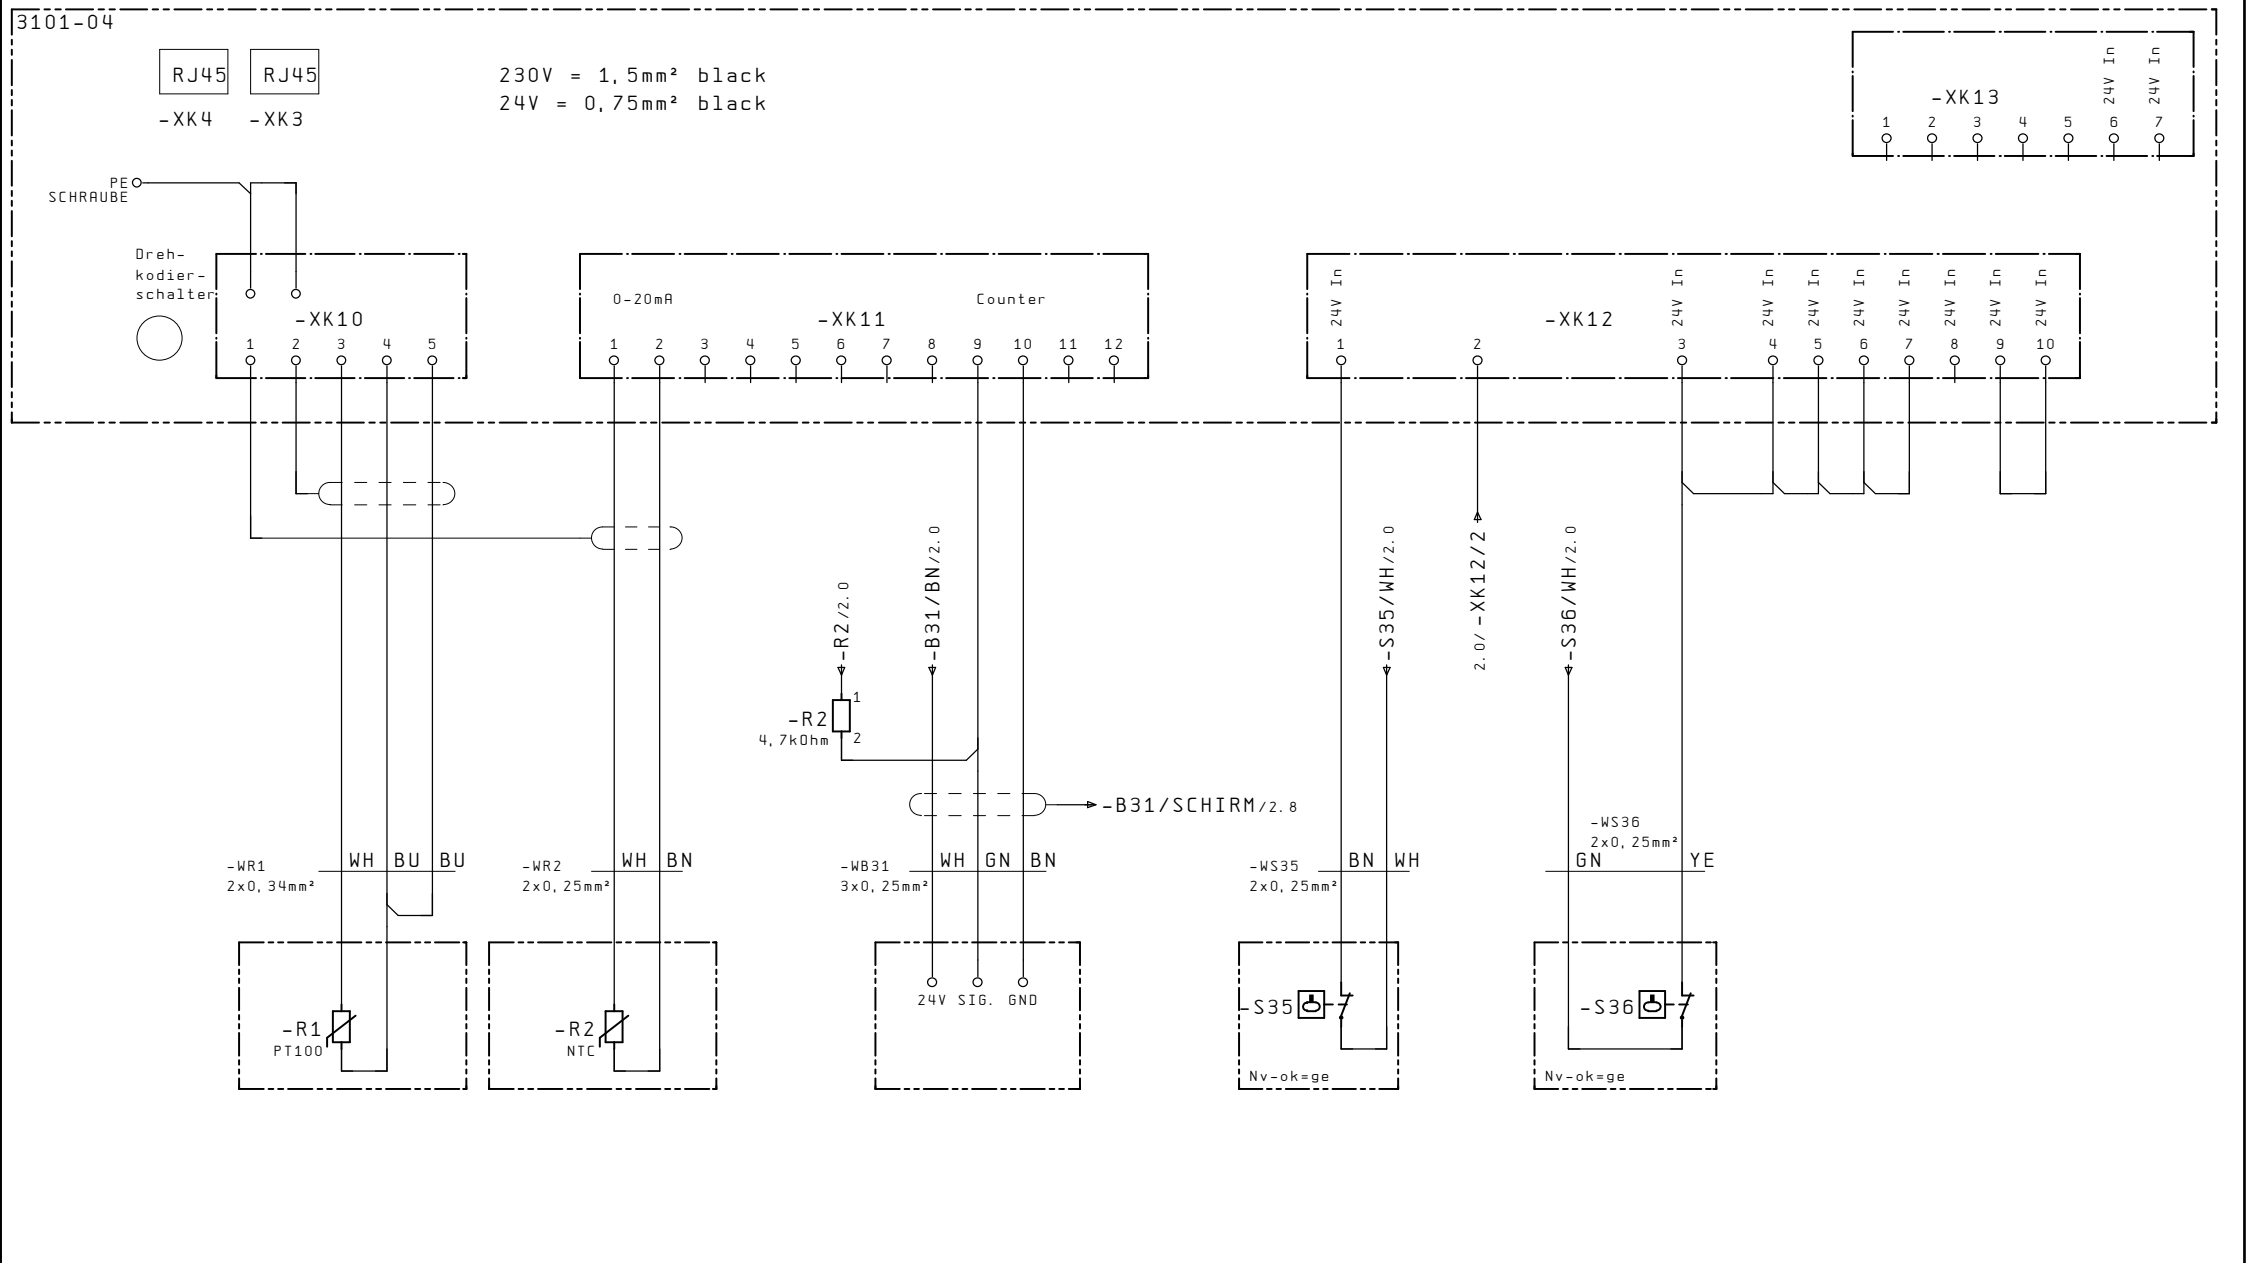 3101-04
RJ45 RJ45
-XK4 -XK3
230V = 1,5mm² black
24V = 0,75mm² black
24V In 24V In
-XK13
1 2 3 4 5 6 7
PE
SCHRAUBE
Dreh-
kodier-
schalter
-XK10
1 2 3 4 5
0-20mA Counter
-XK11
1 2 3 4 5 6 7 8 9 10 11 12
24V In 24V In 24V In 24V In 24V In 24V In 24V In 24V In 24V In
-XK12
1 2 3 4 5 6 7 8 9 10
-R2/2.0
-B31/BN/2.0
-S35/WH/2.0
2.0/-XK12/2
-S36/WH/2.0
1
-R2
4,7kOhm
2
-B31/SCHIRM/2.8
-WR1
2x0,34mm²
WH BU BU
-WR2
2x0,25mm²
WH BN
-WB31
3x0,25mm²
WH GN BN
-WS35
2x0,25mm²
BN WH
-WS36
2x0,25mm²
GN YE
-R1
PT100
-R2
NTC
24V SIG. GND
-S35
Nv-ok=ge
-S36
Nv-ok=ge